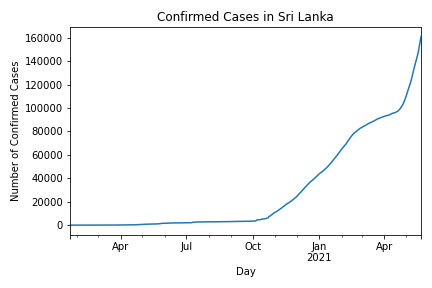 Confirmed Cases in Sri Lanka
Number of Confirmed Cases
160000
140000
120000
100000
80000
60000
40000
20000
0
Apr
Jul
Oct
Jan
2021
Apr
Day